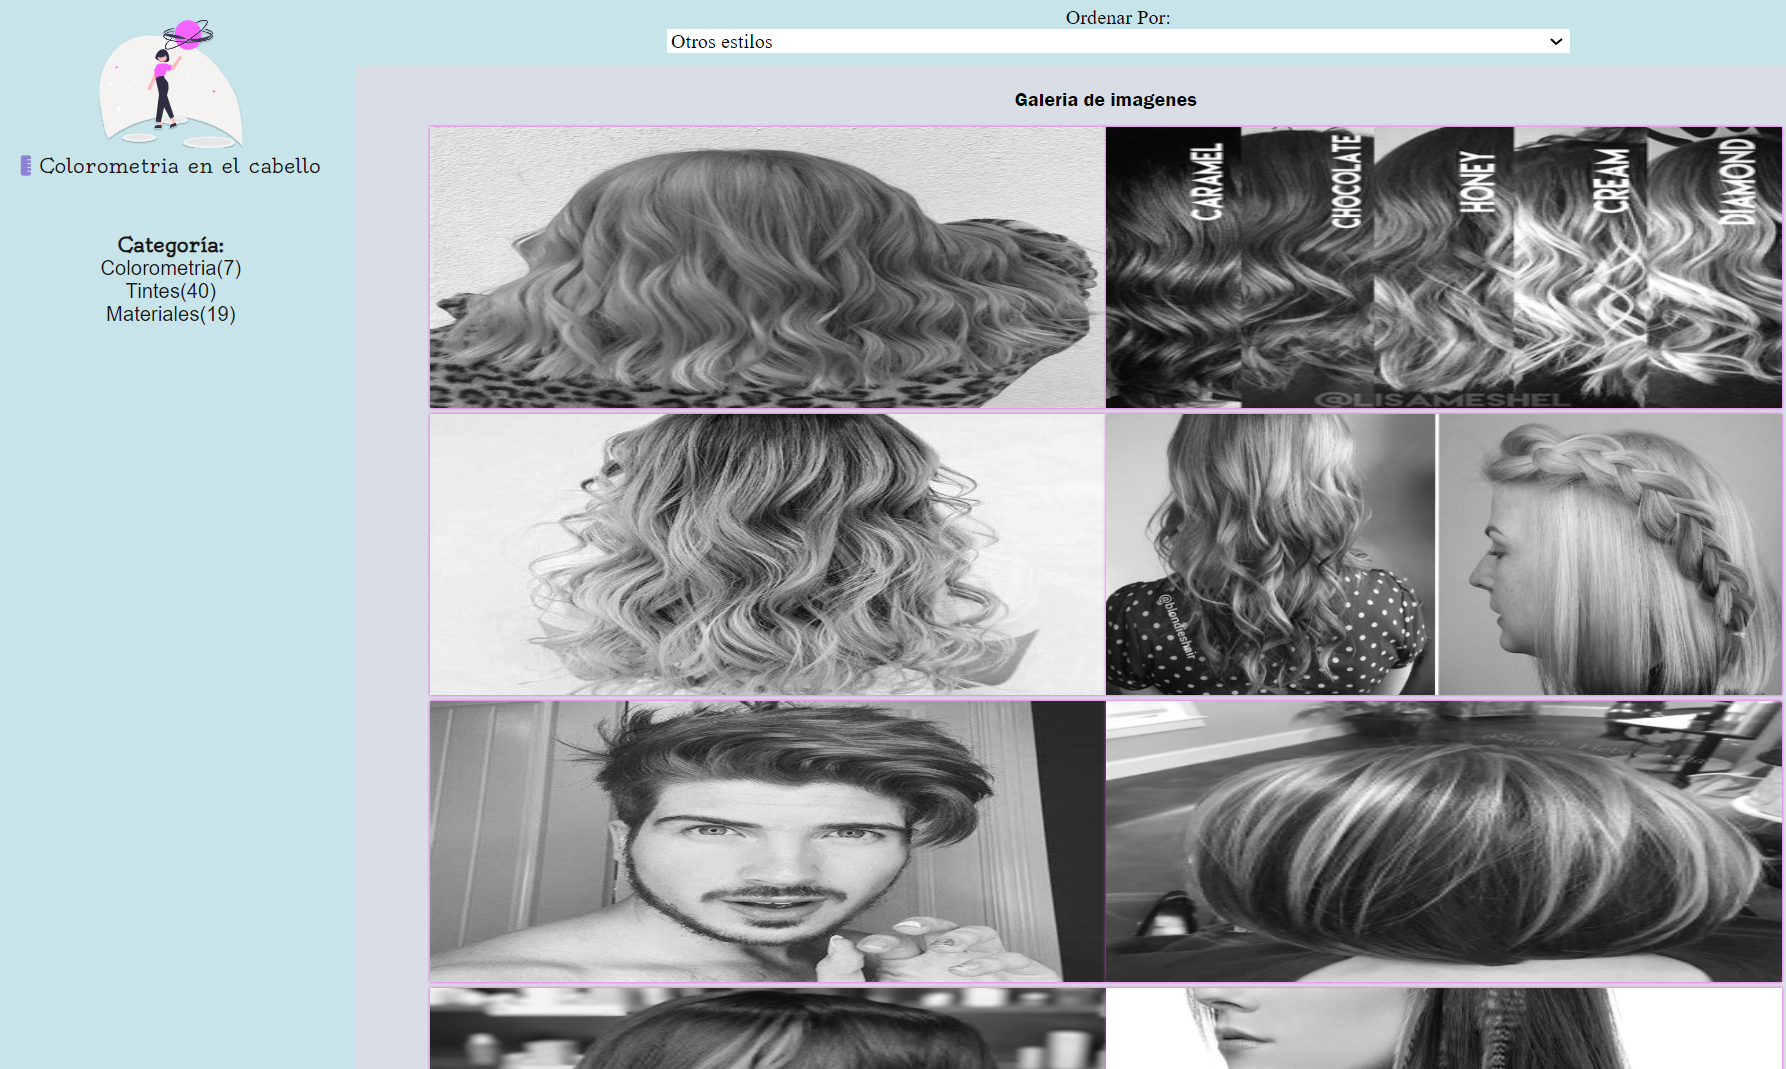 Ordenar Por:
Otros estilos
Colorometria en el cabello
Categoría:
Colorometria(7)
Tintes(40)
Materiales(19)
Galeria de imagenes
CARAMEL
CHOCOLATE
HONEY
CREAM
DIAMOND
@LISAMESHEL
@blondieshair